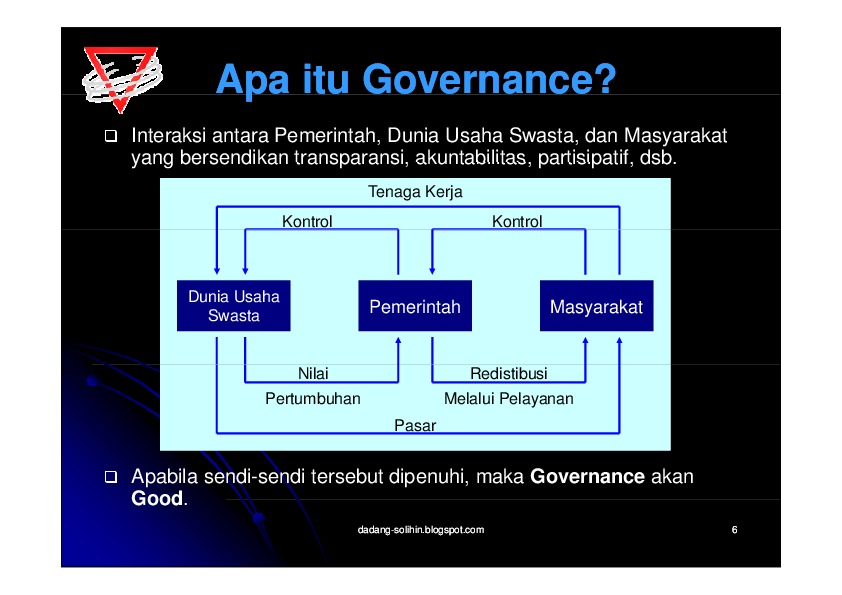 Apa itu Governance?
Interaksi antara Pemerintah, Dunia Usaha Swasta, dan Masyarakat
yang bersendikan transparansi, akuntabilitas, partisipatif, dsb.
Tenaga Kerja
Kontrol
Kontrol
Dunia Usaha
Swasta
Pemerintah
Masyarakat
Nilai
Redistibusi
Pertumbuhan
Melalui Pelayanan
Pasar
Apabila sendi-sendi tersebut dipenuhi, maka Governance akan
Good.
dadang-solihin.blogspot.com
6